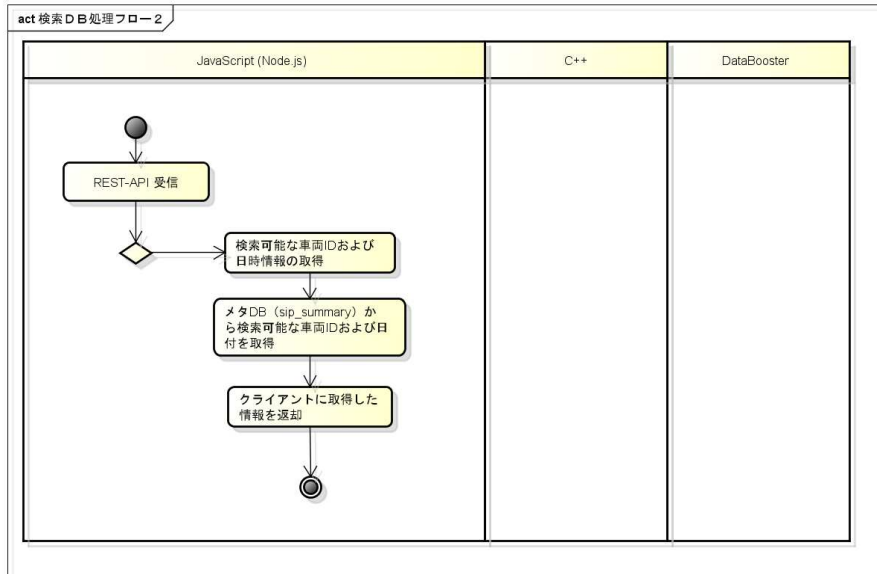 act 検索DB処理フロー2
JavaScript (Node.js)
C++
DataBooster
REST-API 受信
検索可能な車両IDおよび
日時情報の取得
メタDB（sip_summary）か
ら検索可能な車両IDおよび日
付を取得
クライアントに取得した
情報を返却